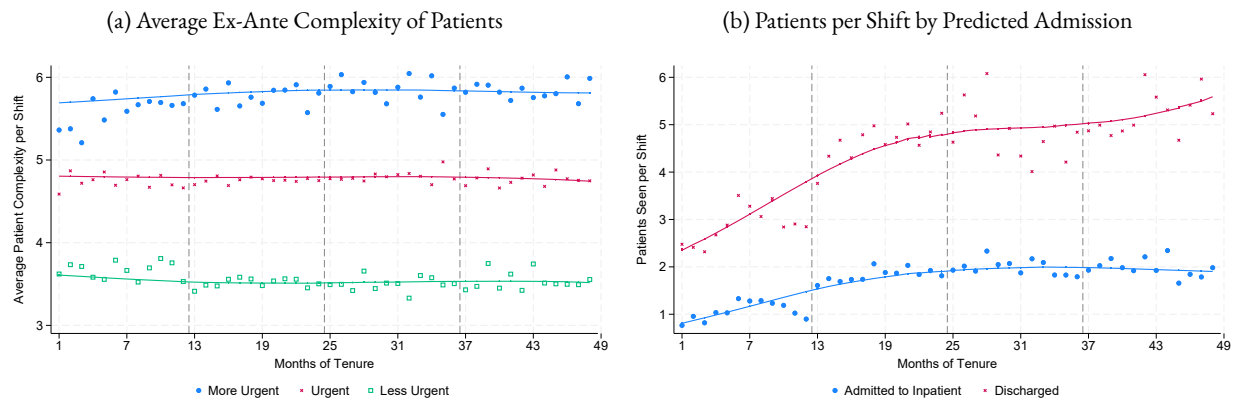 (a) Average Ex-Ante Complexity of Patients
Average Patient Complexity per Shift
6
5
4
3
1 7 13 19 25 31 37 43 49
Months of Tenure
More Urgent Urgent Less Urgent
(b) Patients per Shift by Predicted Admission
Patients Seen per Shift
6
5
4
3
2
1
1 7 13 19 25 31 37 43 49
Months of Tenure
Admitted to Inpatient Discharged